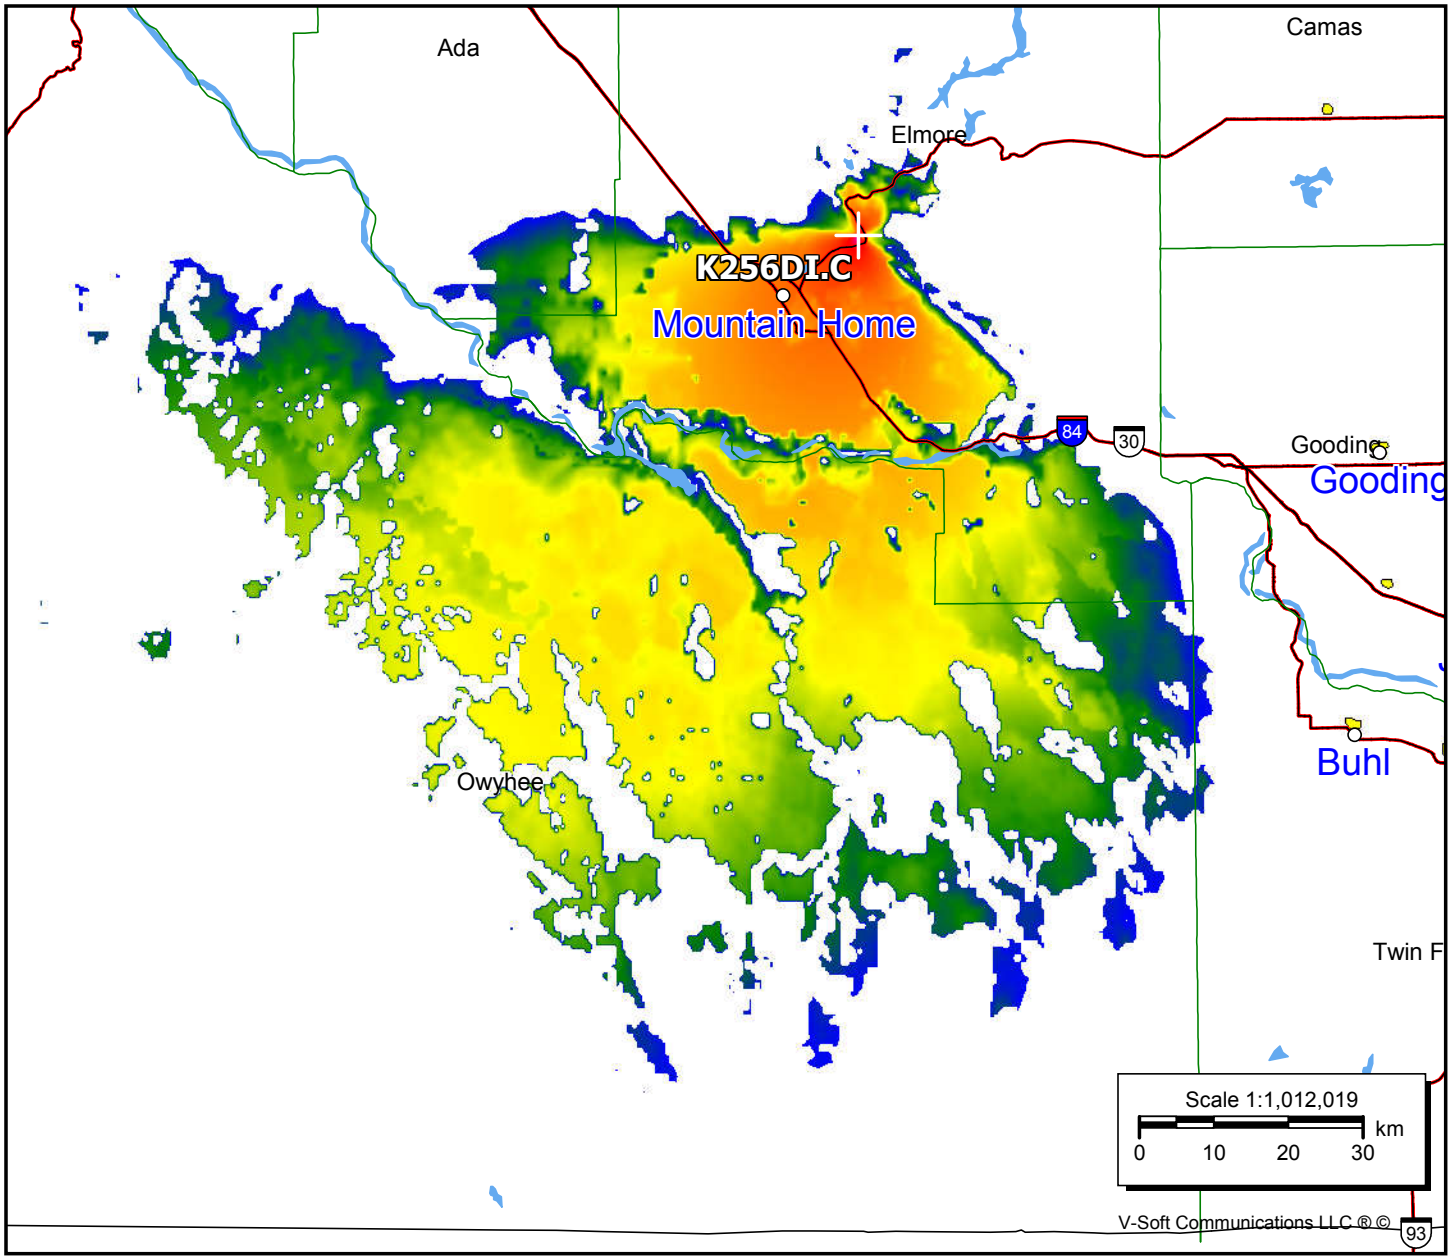 Camas
Ada
Elmore
K256DI.C
Mountain Home
84
30
Gooding
Gooding
Buhl
Owyhee
Twin F
Scale 1:1,012,019
km
0 10 20 30
V-Soft Communications LLC ® ©
93